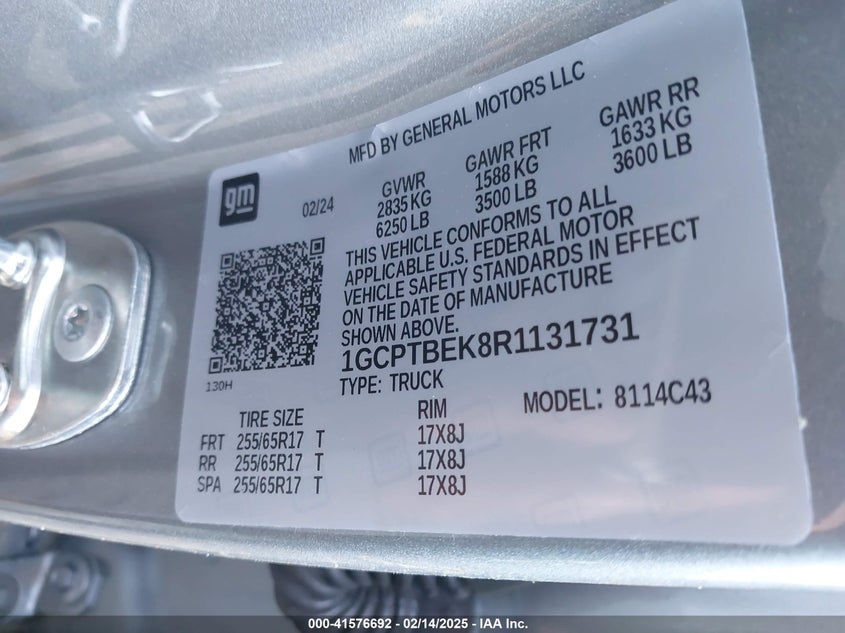 MFD BY GENERAL MOTORS LLC
gm
02/24
GVWR
2835 KG
6250 LB
GAWR FRT
1588 KG
3500 LB
GAWR RR
1633 KG
3600 LB
THIS VEHICLE CONFORMS TO ALL
APPLICABLE U.S. FEDERAL MOTOR
VEHICLE SAFETY STANDARDS IN EFFECT
ON THE DATE OF MANUFACTURE
SHOWN ABOVE.
1GCPTBEK8R1131731
130H
TYPE: TRUCK
MODEL: 8114C43
TIRE SIZE RIM
FRT 255/65R17 T 17X8J
RR 255/65R17 T 17X8J
SPA 255/65R17 T 17X8J
000-41576692 - 02/14/2025 - IAA Inc.